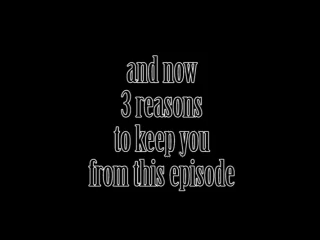 and now
3 reasons
to keep you
from this episode